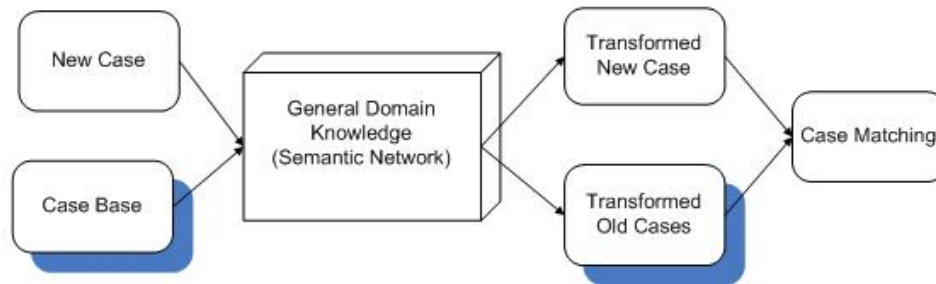 New Case
Case Base
General Domain
Knowledge
(Semantic Network)
Transformed
New Case
Transformed
Old Cases
Case Matching